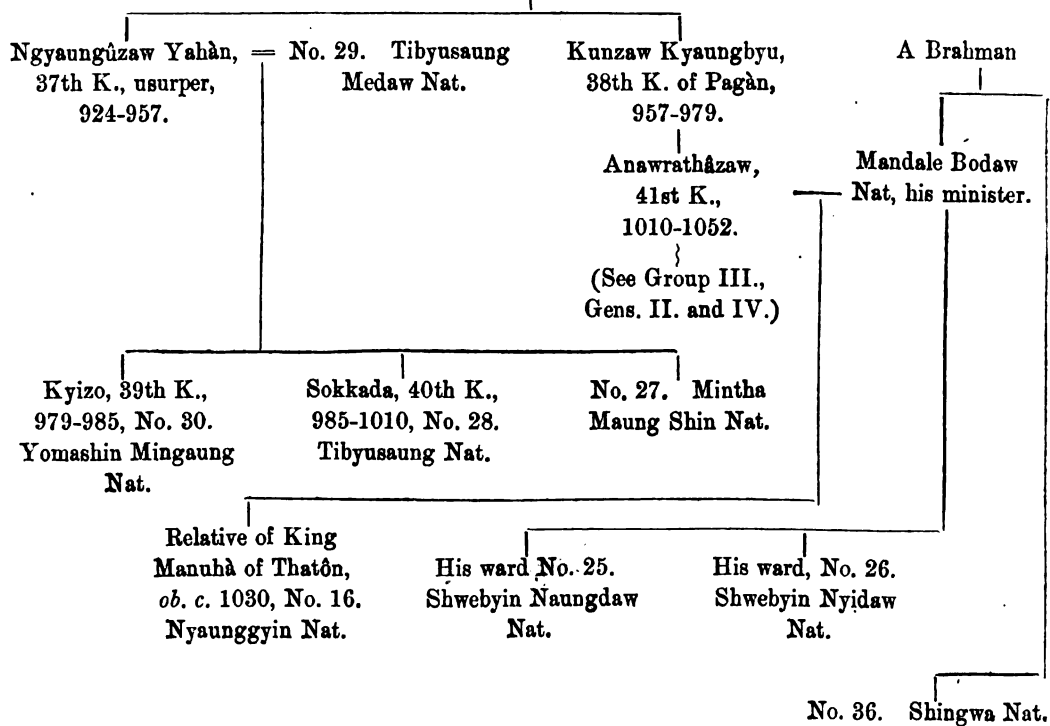 Ngyaungûzaw Yahàn,
37th K., usurper,
924-957.
= No. 29. Tibyusaung
Medaw Nat.
Kunzaw Kyaungbyu,
38th K. of Pagàn,
957-979.
A Brahman
Anawrathâzaw,
41st K.,
1010-1052.
(See Group III.,
Gens. II. and IV.)
Mandale Bodaw
Nat, his minister.
Kyizo, 39th K.,
979-985, No. 30.
Yomashin Mingaung
Nat.
Sokkada, 40th K.,
985-1010, No. 28.
Tibyusaung Nat.
No. 27. Mintha
Maung Shin Nat.
Relative of King
Manuhà of Thatôn,
ob. c. 1030, No. 16.
Nyaunggyin Nat.
His ward No. 25.
Shwebyin Naungdaw
Nat.
His ward, No. 26.
Shwebyin Nyidaw
Nat.
No. 36. Shingwa Nat.